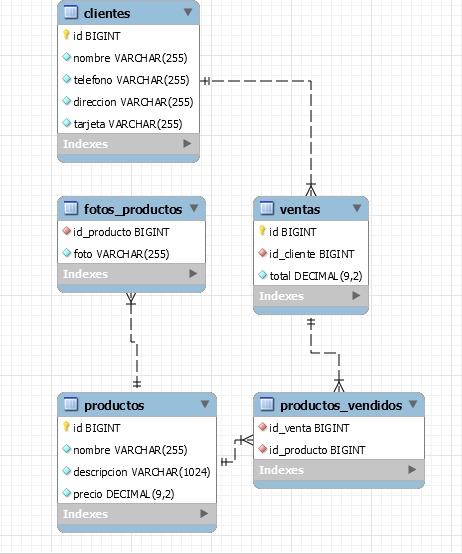 clientes
id BIGINT
nombre VARCHAR(255)
telefono VARCHAR(255)
direccion VARCHAR(255)
tarjeta VARCHAR(255)
Indexes
fotos_productos
id_producto BIGINT
foto VARCHAR(255)
Indexes
ventas
id BIGINT
id_cliente BIGINT
total DECIMAL(9,2)
Indexes
productos
id BIGINT
nombre VARCHAR(255)
descripcion VARCHAR(1024)
precio DECIMAL(9,2)
Indexes
productos_vendidos
id_venta BIGINT
id_producto BIGINT
Indexes